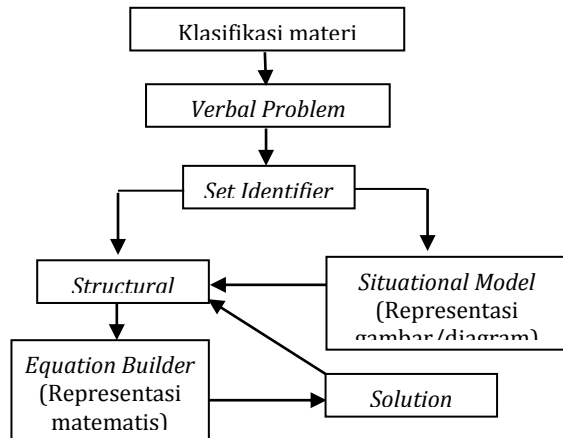 Klasifikasi materi
Verbal Problem
Set Identifier
Structural
Situational Model
(Representasi
gambar/diagram)
Equation Builder
(Representasi
matematis)
Solution